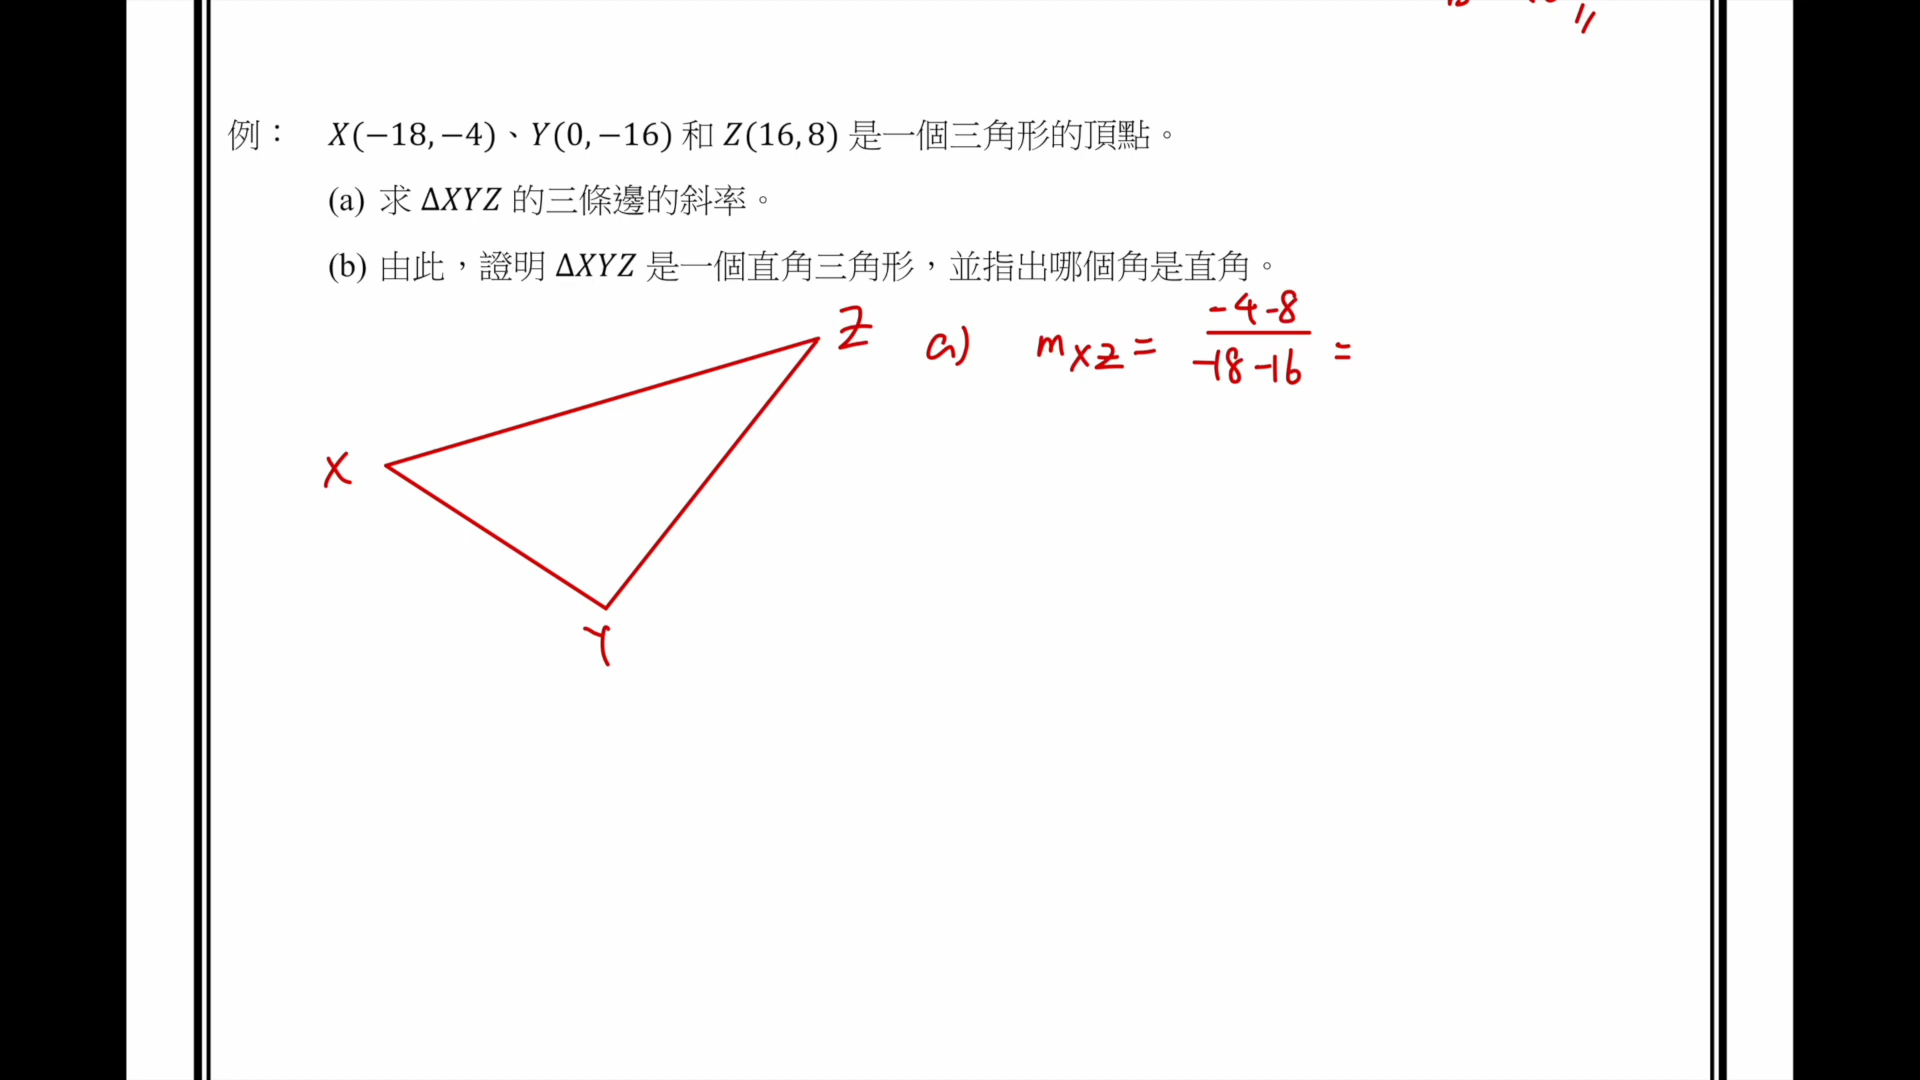 例： X(−18,−4)、Y(0,−16) 和 Z(16,8) 是一個三角形的頂點。
(a) 求 ΔXYZ 的三條邊的斜率。
(b) 由此，證明 ΔXYZ 是一個直角三角形，並指出哪個角是直角。
Z
a) mXZ = -4-8 / -18-16 =
X
Y